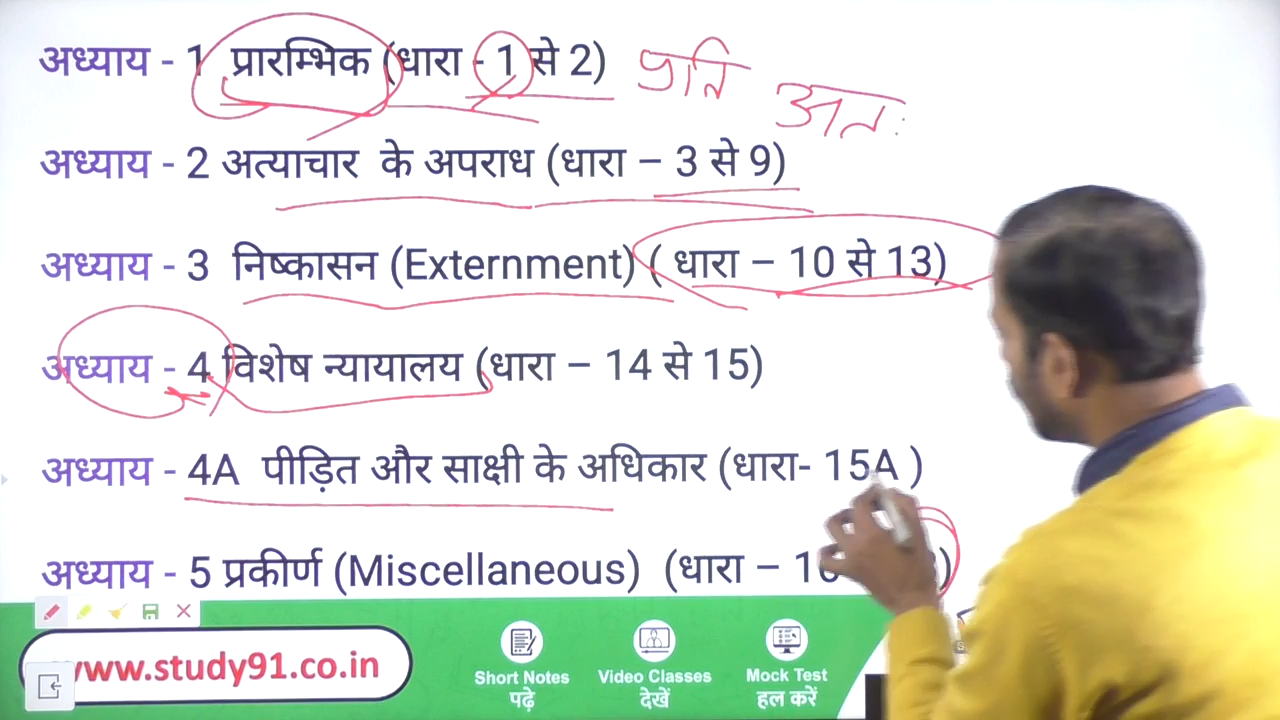 अध्याय - 1 प्रारम्भिक (धारा - 1 से 2)
प्रति
अतः
अध्याय - 2 अत्याचार के अपराध (धारा – 3 से 9)
अध्याय - 3 निष्कासन (Externment) ( धारा – 10 से 13)
अध्याय - 4 विशेष न्यायालय (धारा – 14 से 15)
अध्याय - 4A पीड़ित और साक्षी के अधिकार (धारा- 15A )
अध्याय - 5 प्रकीर्ण (Miscellaneous) (धारा –
www.study91.co.in
Short Notes
पढ़े
Video Classes
देखें
Mock Test
हल करें